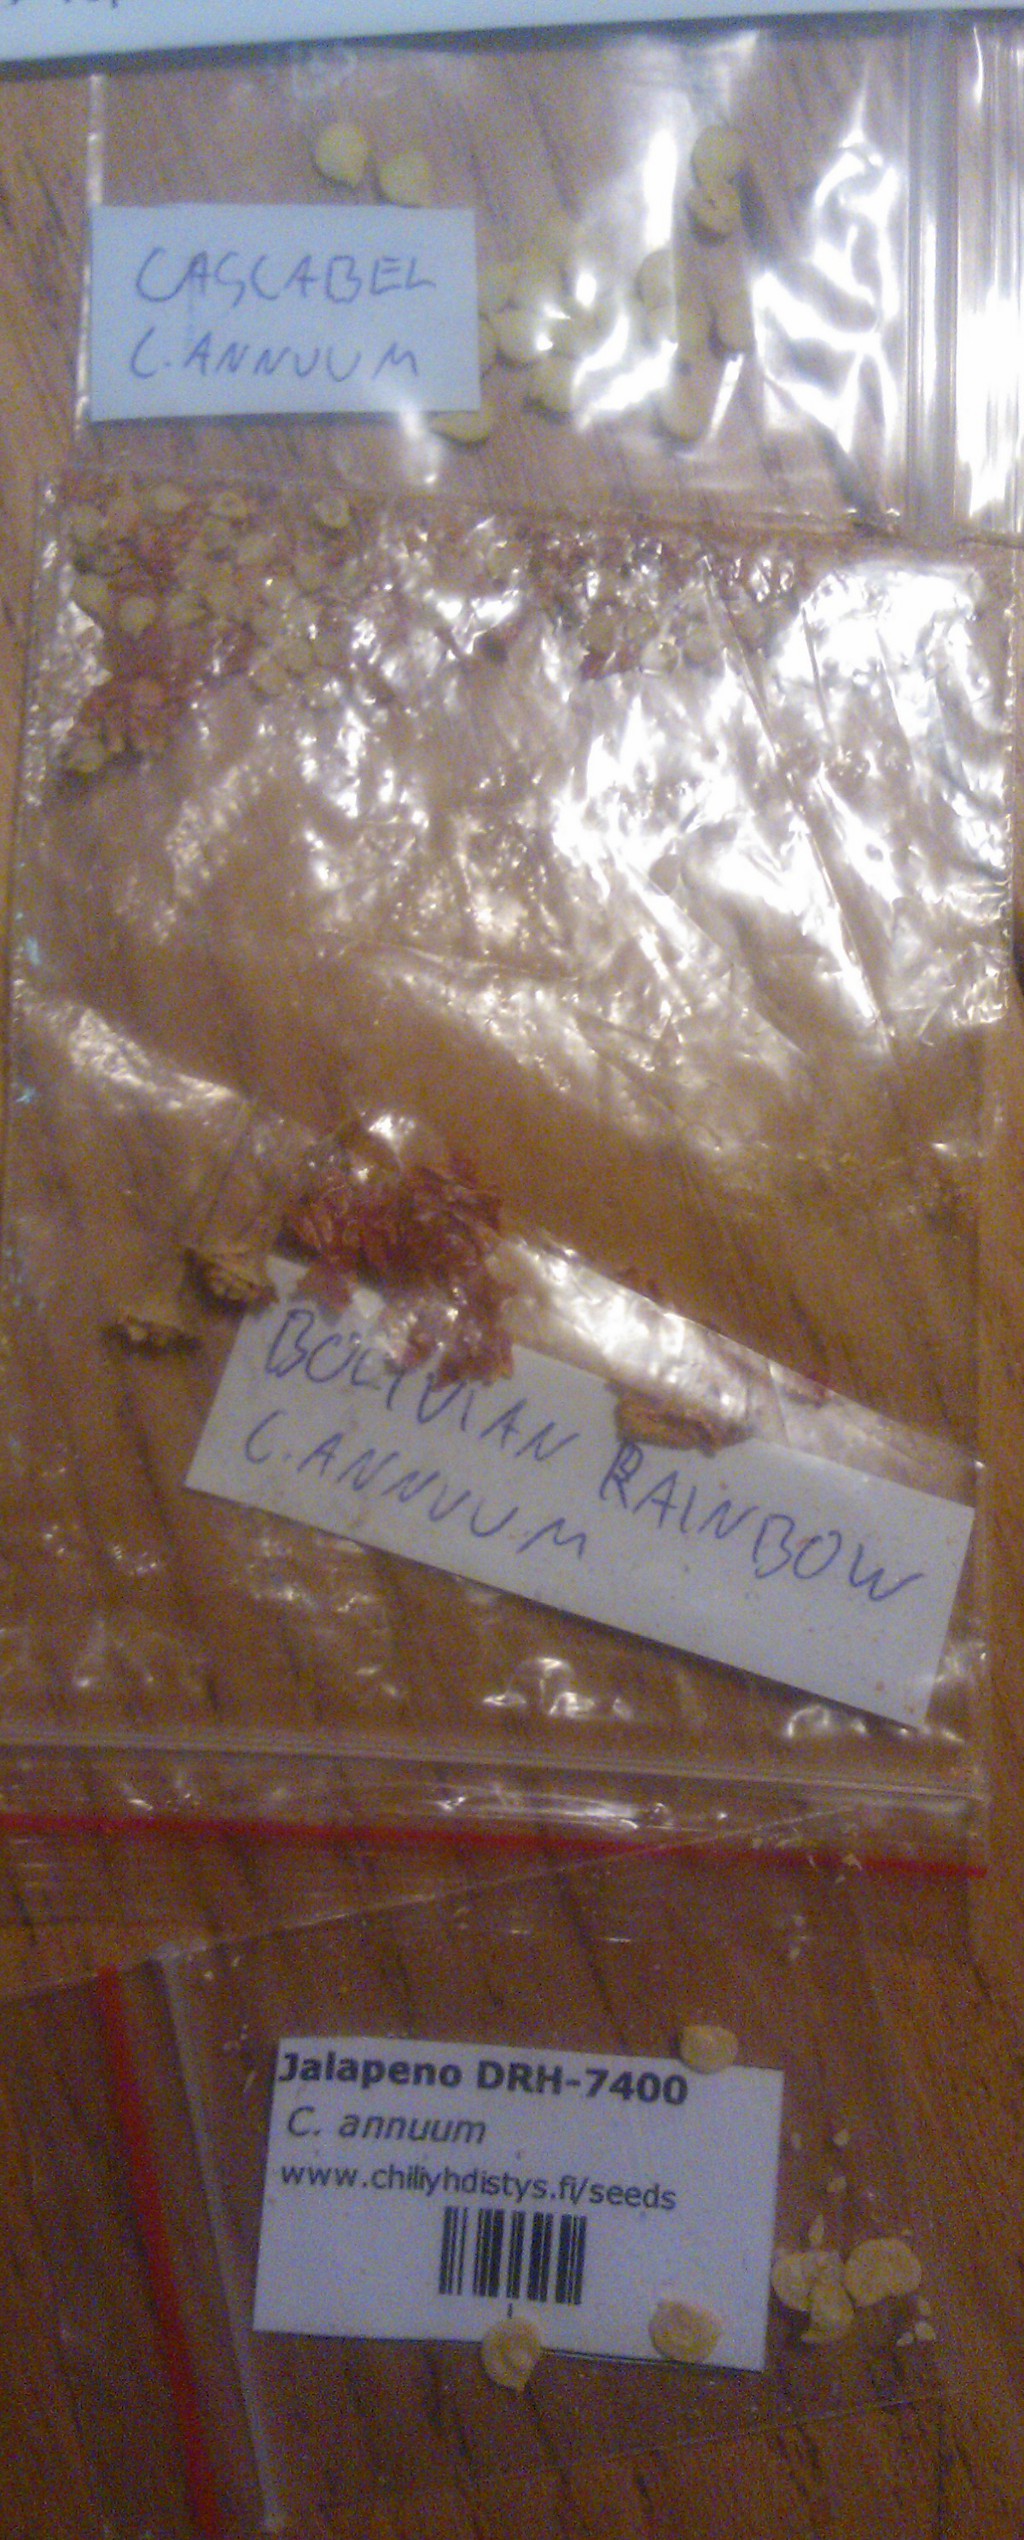 CASCABEL
C.ANNUUM
BOLIVIAN RAINBOW
C.ANNUUM
Jalapeno DRH-7400
C. annuum
www.chiliyhdistys.fi/seeds